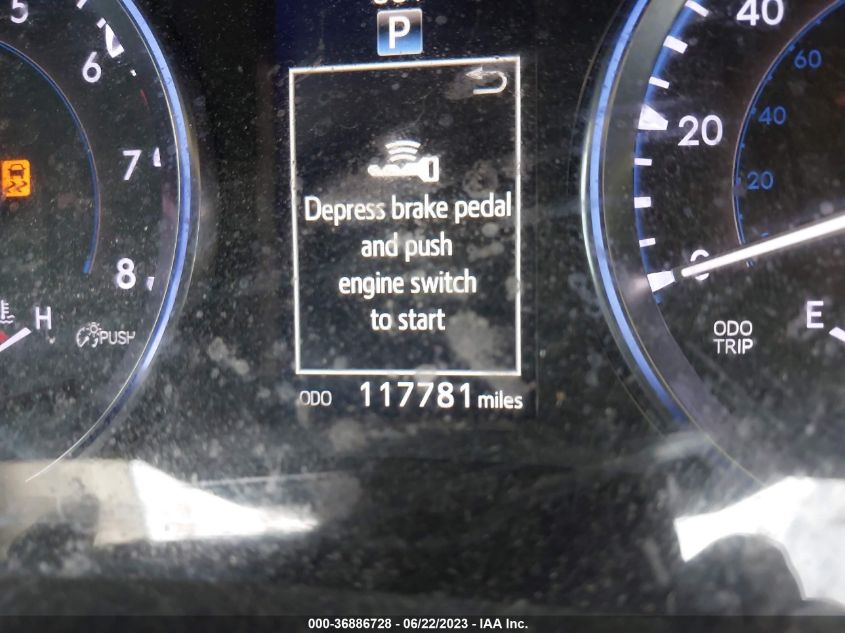 5
6
7
8
H
PUSH
P
Depress brake pedal
and push
engine switch
to start
ODO 117781 miles
40
20
0
60
40
20
ODO
TRIP
E
000-36886728 - 06/22/2023 - IAA Inc.